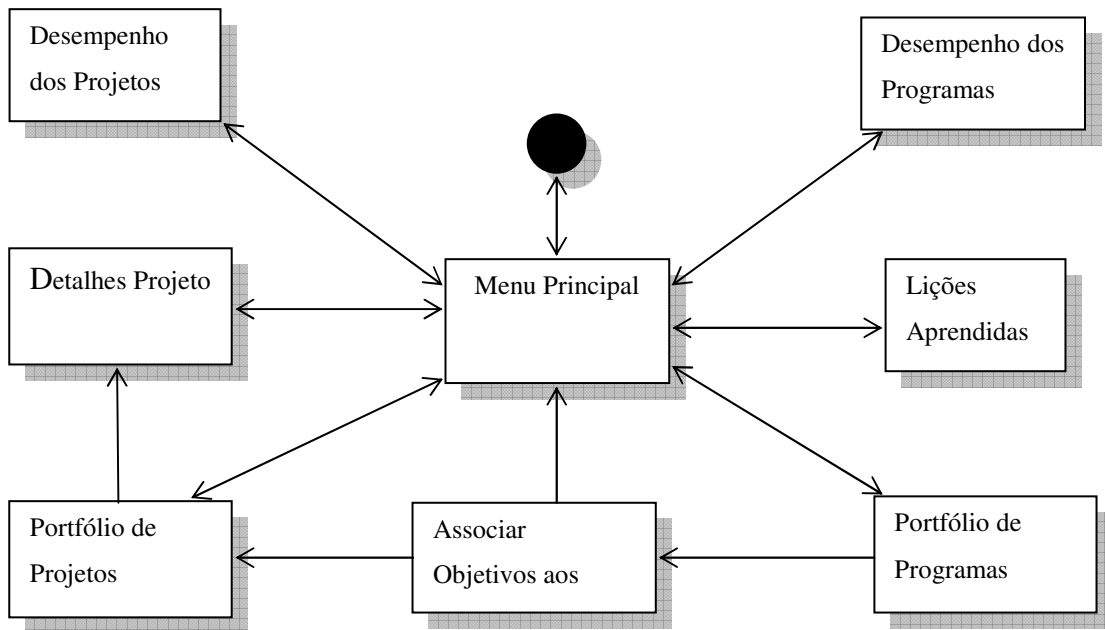 Desempenho
dos Projetos
Desempenho dos
Programas
Detalhes Projeto
Menu Principal
Lições
Aprendidas
Portfólio de
Projetos
Associar
Objetivos aos
Portfólio de
Programas